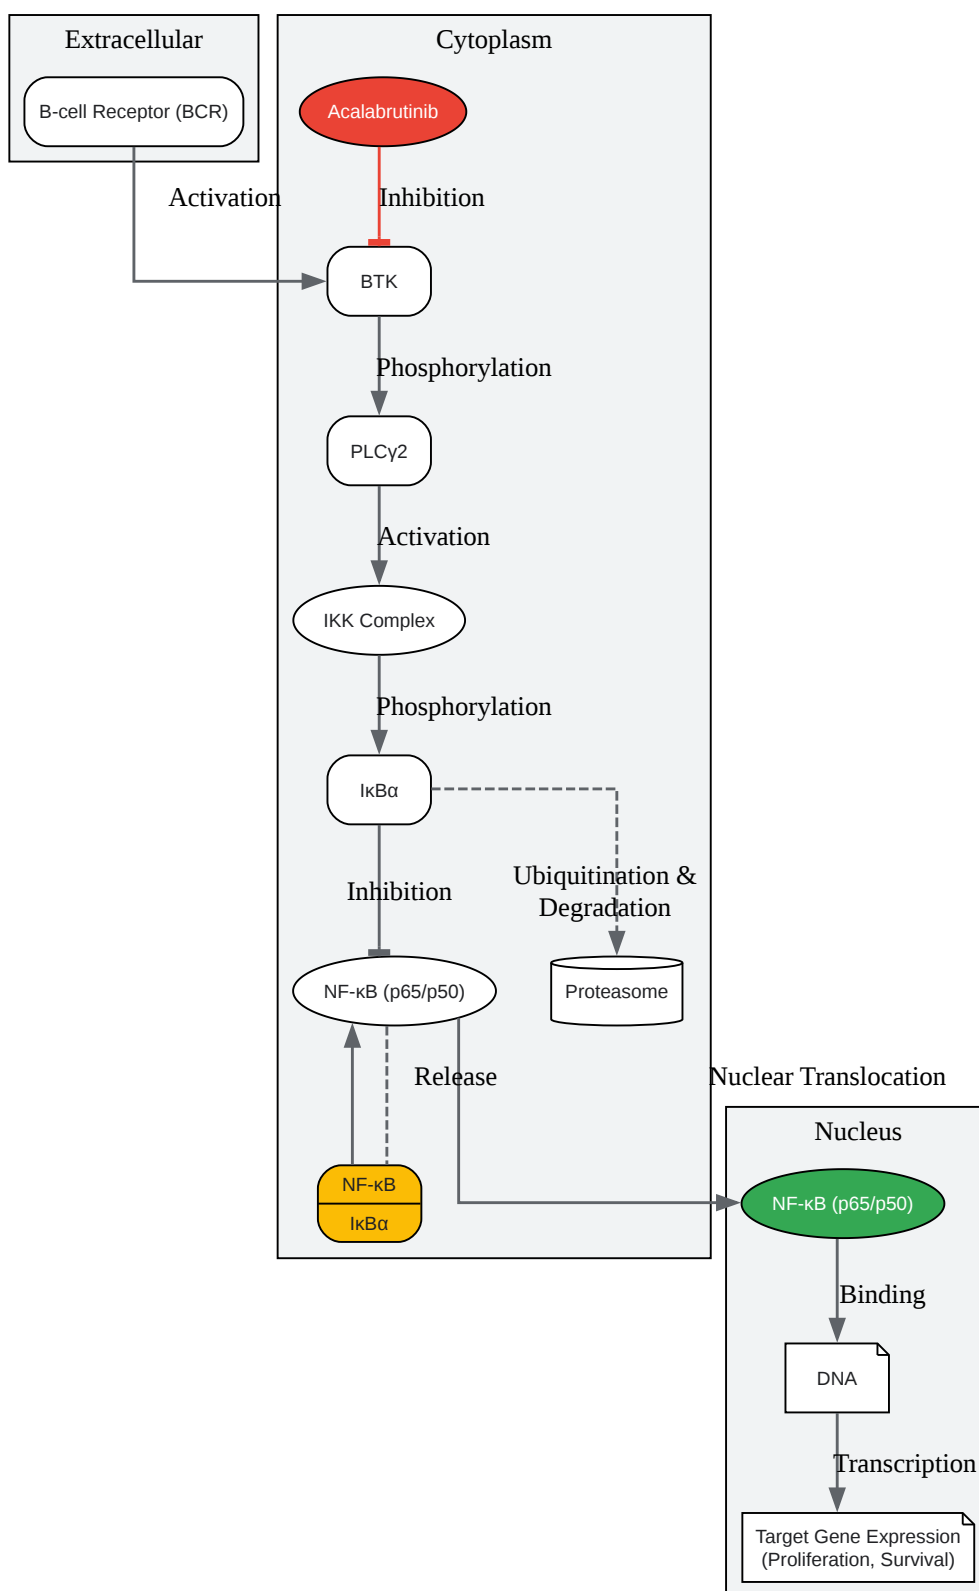 Extracellular
B-cell Receptor (BCR)
Cytoplasm
Acalabrutinib
Activation
Inhibition
BTK
Phosphorylation
PLCγ2
Activation
IKK Complex
Phosphorylation
IκBα
Inhibition
Ubiquitination &
Degradation
NF-κB (p65/p50)
Proteasome
Release
Nuclear Translocation
NF-κB
IκBα
Nucleus
NF-κB (p65/p50)
Binding
DNA
Transcription
Target Gene Expression
(Proliferation, Survival)